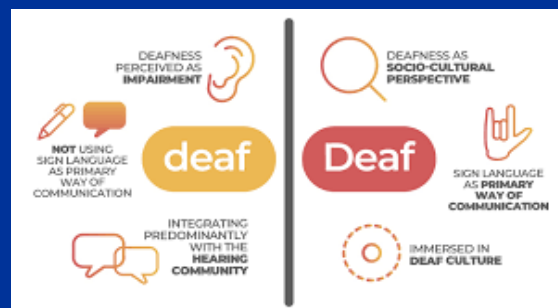 DEAFNESS
PERCEIVED AS
IMPAIRMENT
NOT USING
SIGN LANGUAGE
AS PRIMARY
WAY OF
COMMUNICATION
deaf
INTEGRATING
PREDOMINANTLY
WITH THE
HEARING
COMMUNITY
DEAFNESS AS
SOCIO-CULTURAL
PERSPECTIVE
Deaf
SIGN LANGUAGE
AS PRIMARY
WAY OF
COMMUNICATION
IMMERSED IN
DEAF CULTURE